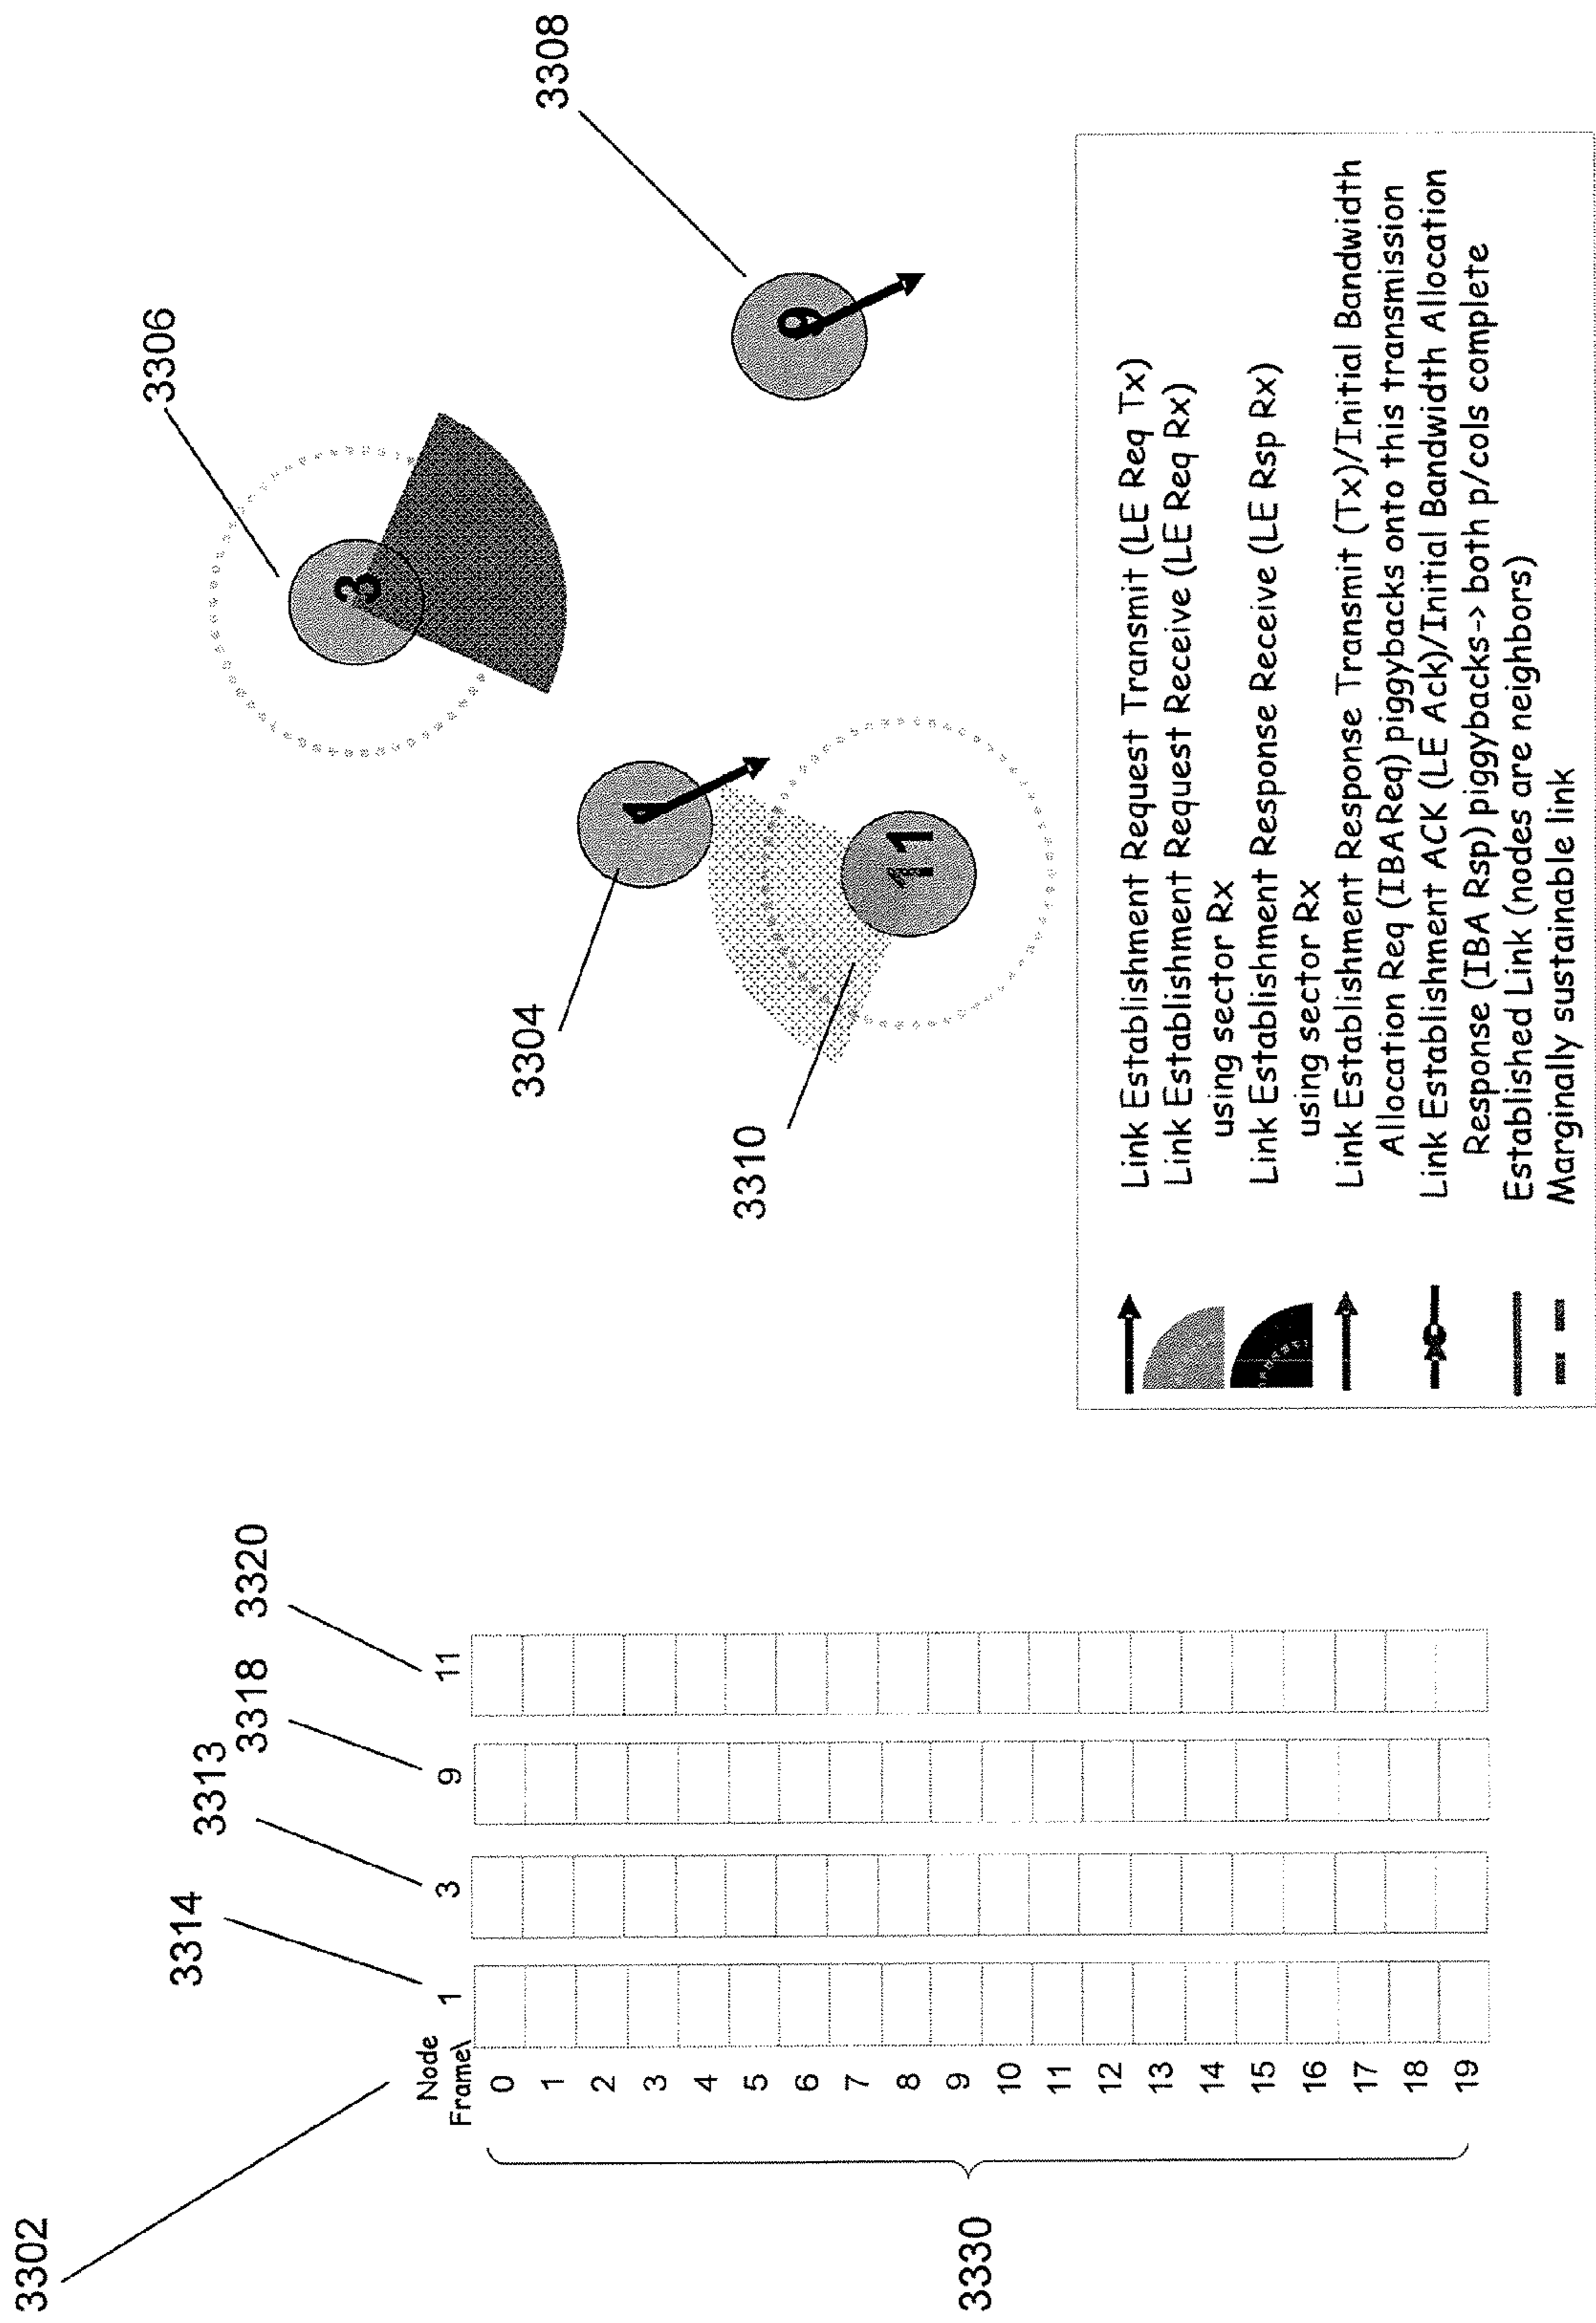 3302
3314
3313
3318
3320
Node
Frame\
1
3
9
11
0
1
2
3
4
5
6
7
8
9
10
11
12
13
14
15
16
17
18
19
3330
3304
3306
3308
3310
1
3
9
11
Link Establishment Request Transmit (LE Req Tx)
Link Establishment Request Receive (LE Req Rx)
using sector Rx
Link Establishment Response Receive (LE Rsp Rx)
using sector Rx
Link Establishment Response Transmit (Tx)/Initial Bandwidth
Allocation Req (IBA Req) piggybacks onto this transmission
Link Establishment ACK (LE Ack)/Initial Bandwidth Allocation
Response (IBA Rsp) piggybacks-> both p/cols complete
Established Link (nodes are neighbors)
Marginally sustainable link